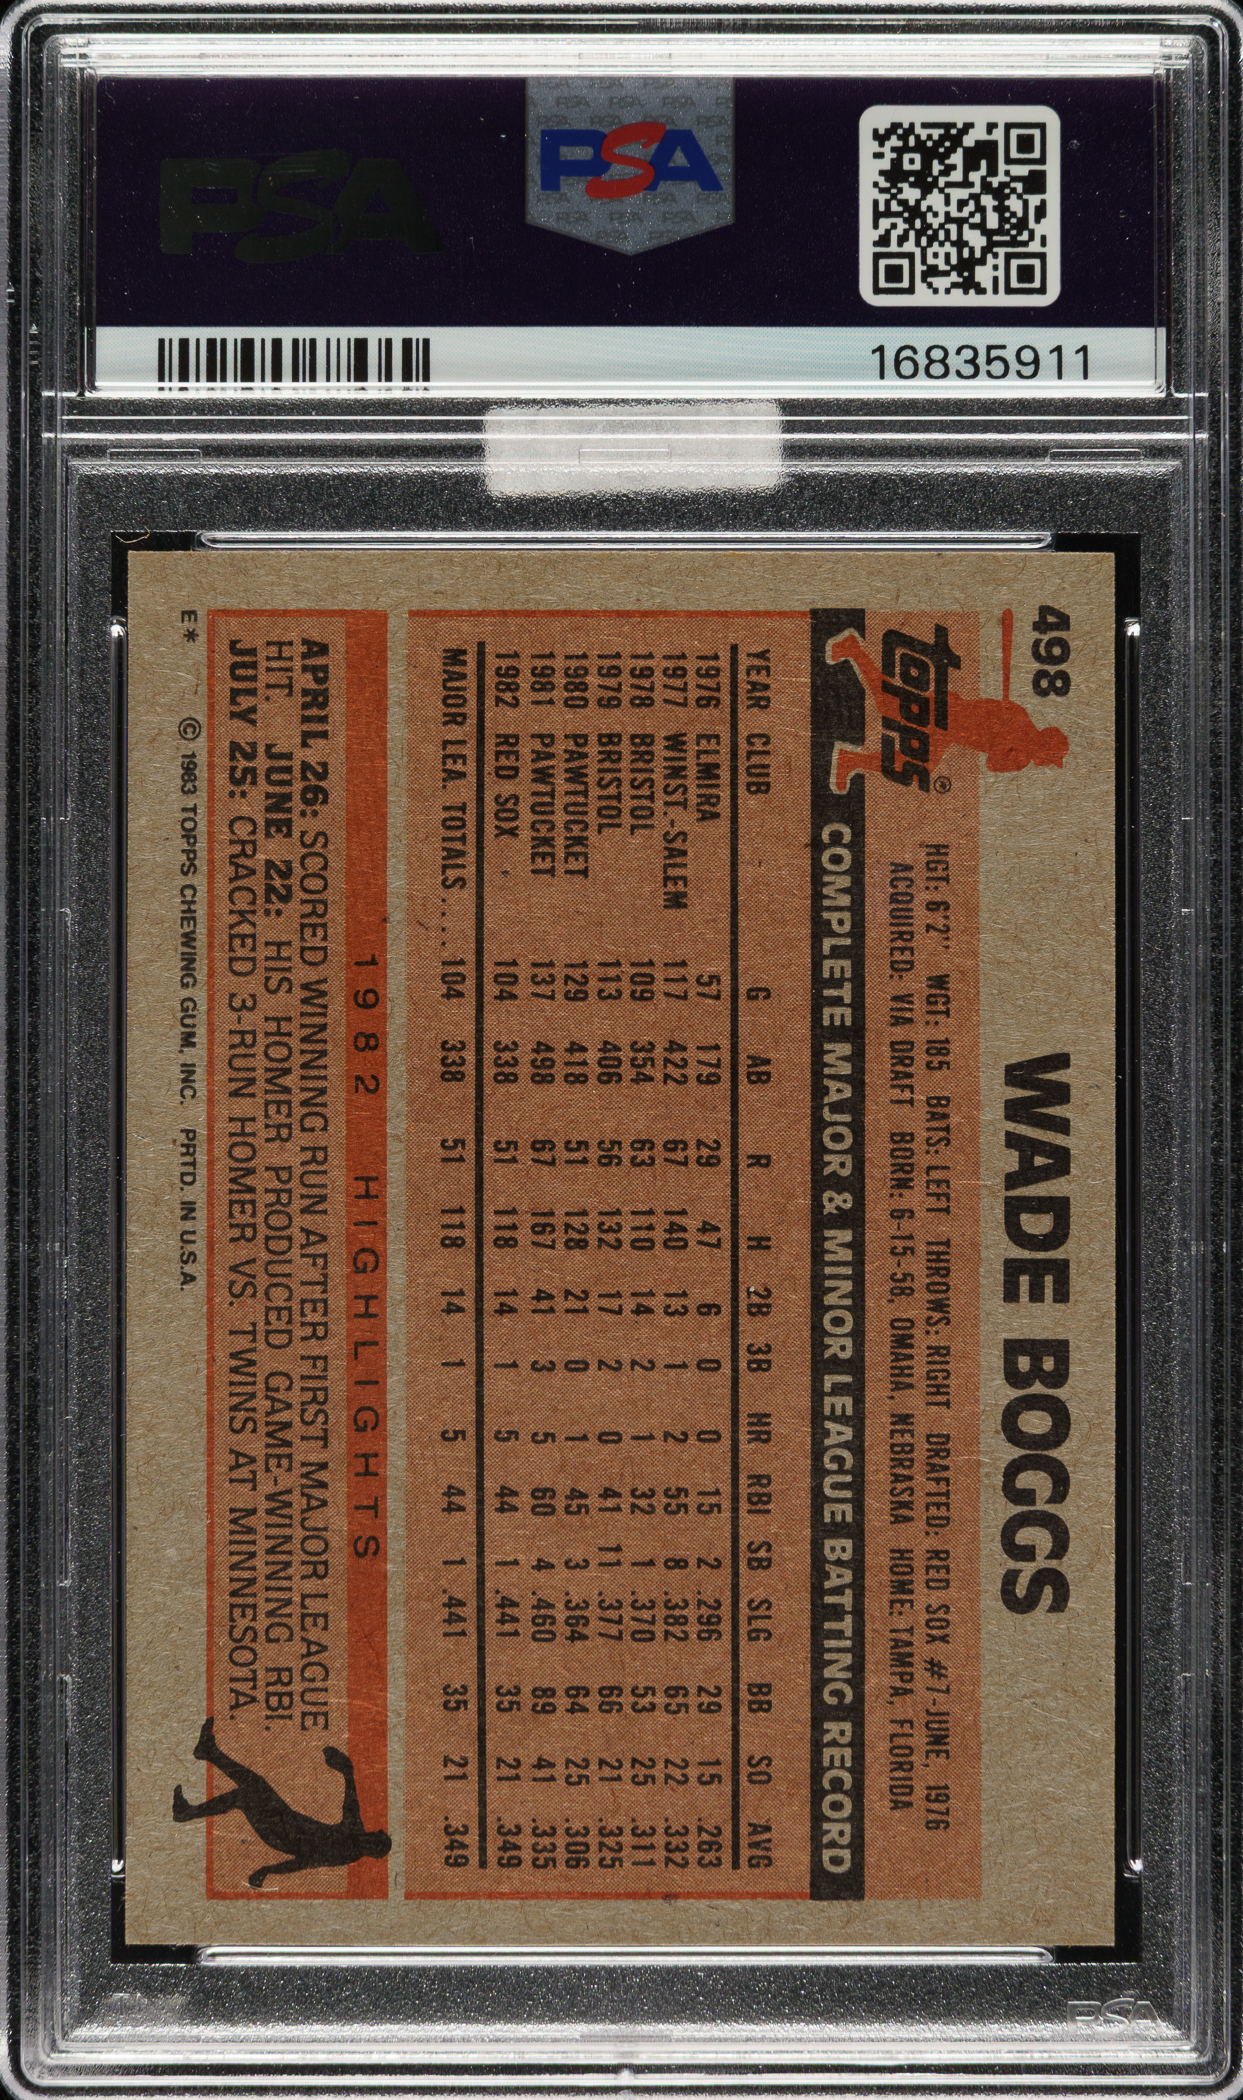 PSA
PSA
16835911
498
WADE BOGGS
topps®
HGT: 6'2" WGT: 185 BATS: LEFT THROWS: RIGHT DRAFTED: RED SOX #7-JUNE, 1976
ACQUIRED: VIA DRAFT BORN: 6-15-58, OMAHA, NEBRASKA HOME: TAMPA, FLORIDA
COMPLETE MAJOR & MINOR LEAGUE BATTING RECORD
YEAR CLUB G AB R H 2B 3B HR RBI SB SLG BB SO AVG
1976 ELMIRA 57 179 29 47 6 0 0 15 2 .296 29 15 .263
1977 WINST.-SALEM 117 422 67 140 13 1 2 55 8 .382 65 22 .332
1978 BRISTOL 109 354 63 110 14 2 1 32 1 .370 53 25 .311
1979 BRISTOL 113 406 56 132 17 2 0 41 11 .377 66 21 .325
1980 PAWTUCKET 129 418 51 128 21 0 1 45 3 .364 64 25 .306
1981 PAWTUCKET 137 498 67 167 41 3 5 60 4 .460 89 41 .335
1982 RED SOX 104 338 51 118 14 1 5 44 1 .441 35 21 .349
MAJOR LEA. TOTALS.... 104 338 51 118 14 1 5 44 1 .441 35 21 .349
1982 HIGHLIGHTS
APRIL 26: SCORED WINNING RUN AFTER FIRST MAJOR LEAGUE
HIT. JUNE 22: HIS HOMER PRODUCED GAME-WINNING RBI.
JULY 25: CRACKED 3-RUN HOMER VS. TWINS AT MINNESOTA.
E* © 1983 TOPPS CHEWING GUM, INC. PRTD. IN U.S.A.
PSA